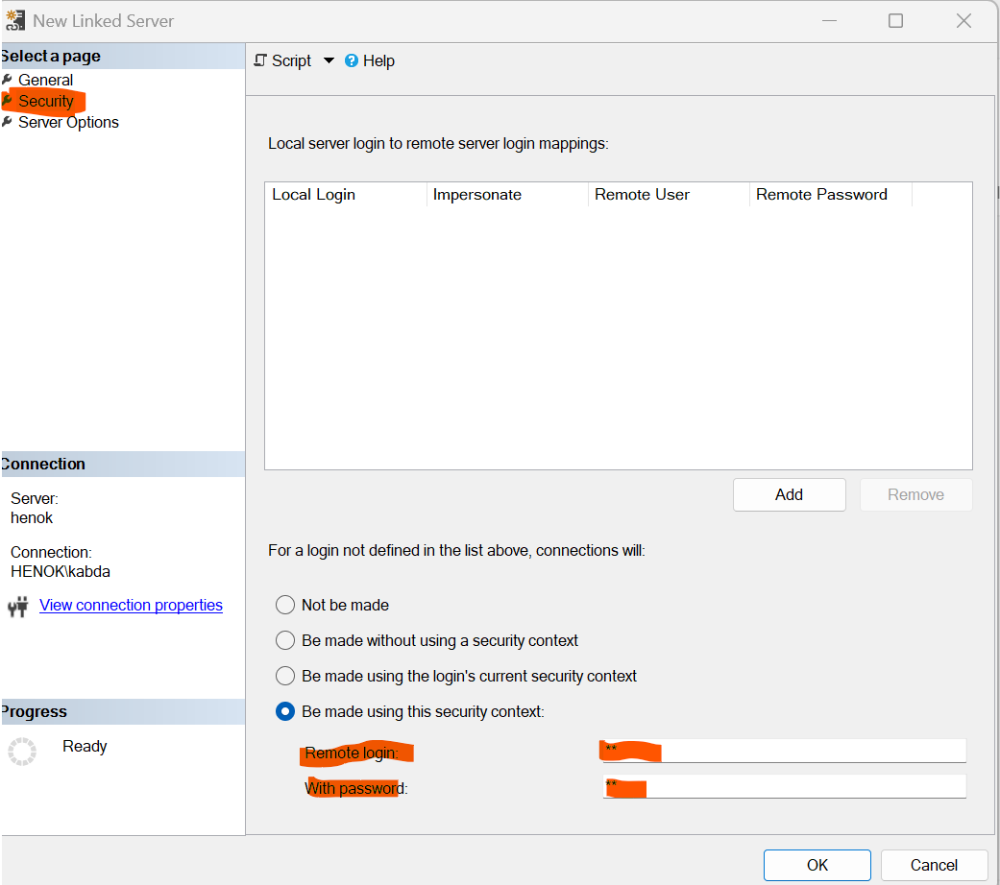 New Linked Server
Select a page
General
Security
Server Options
Script
Help
Local server login to remote server login mappings:
Local Login Impersonate Remote User Remote Password
Add Remove
Connection
Server:
henok
Connection:
HENOK\kabda
View connection properties
Progress
Ready
For a login not defined in the list above, connections will:
Not be made
Be made without using a security context
Be made using the login's current security context
Be made using this security context:
Remote login: **
With password: **
OK Cancel